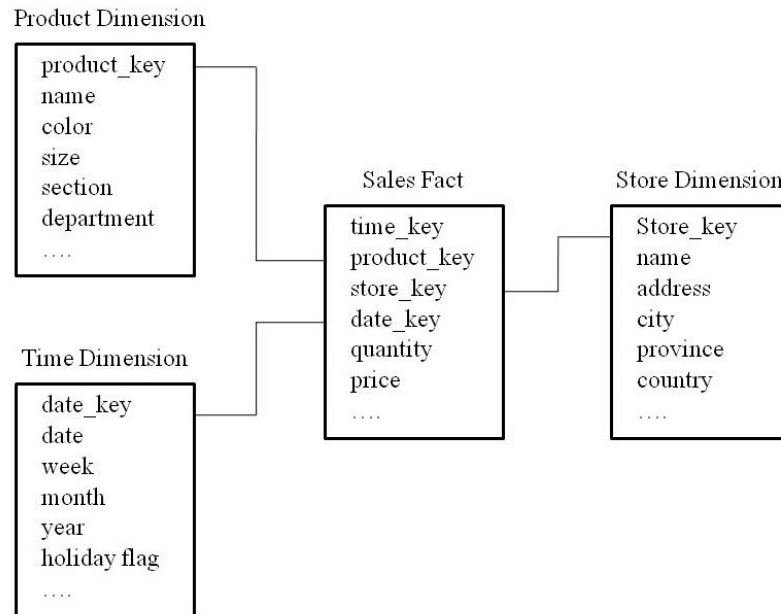 Product Dimension
product_key
name
color
size
section
department
....
Time Dimension
date_key
date
week
month
year
holiday flag
....
Sales Fact
time_key
product_key
store_key
date_key
quantity
price
....
Store Dimension
Store_key
name
address
city
province
country
....